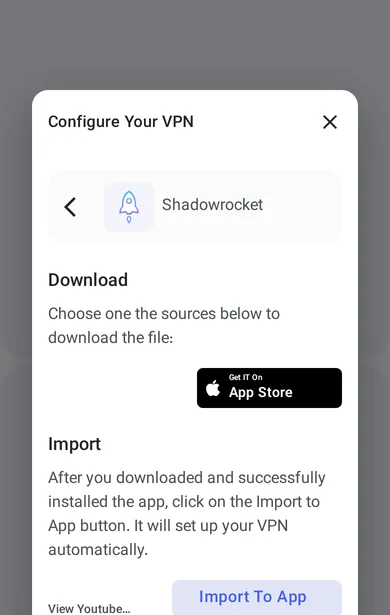 Configure Your VPN
Shadowrocket
Download
Choose one the sources below to
download the file:
Get IT On
App Store
Import
After you downloaded and successfully
installed the app, click on the Import to
App button. It will set up your VPN
automatically.
Import To App
View Youtube...